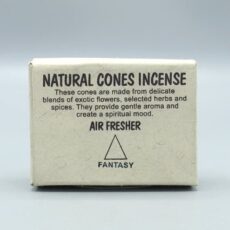 NATURAL CONES INCENSE
These cones are made from delicate
blends of exotic flowers, selected herbs and
spices. They provide gentle aroma and
create a spiritual mood.
AIR FRESHER
FANTASY